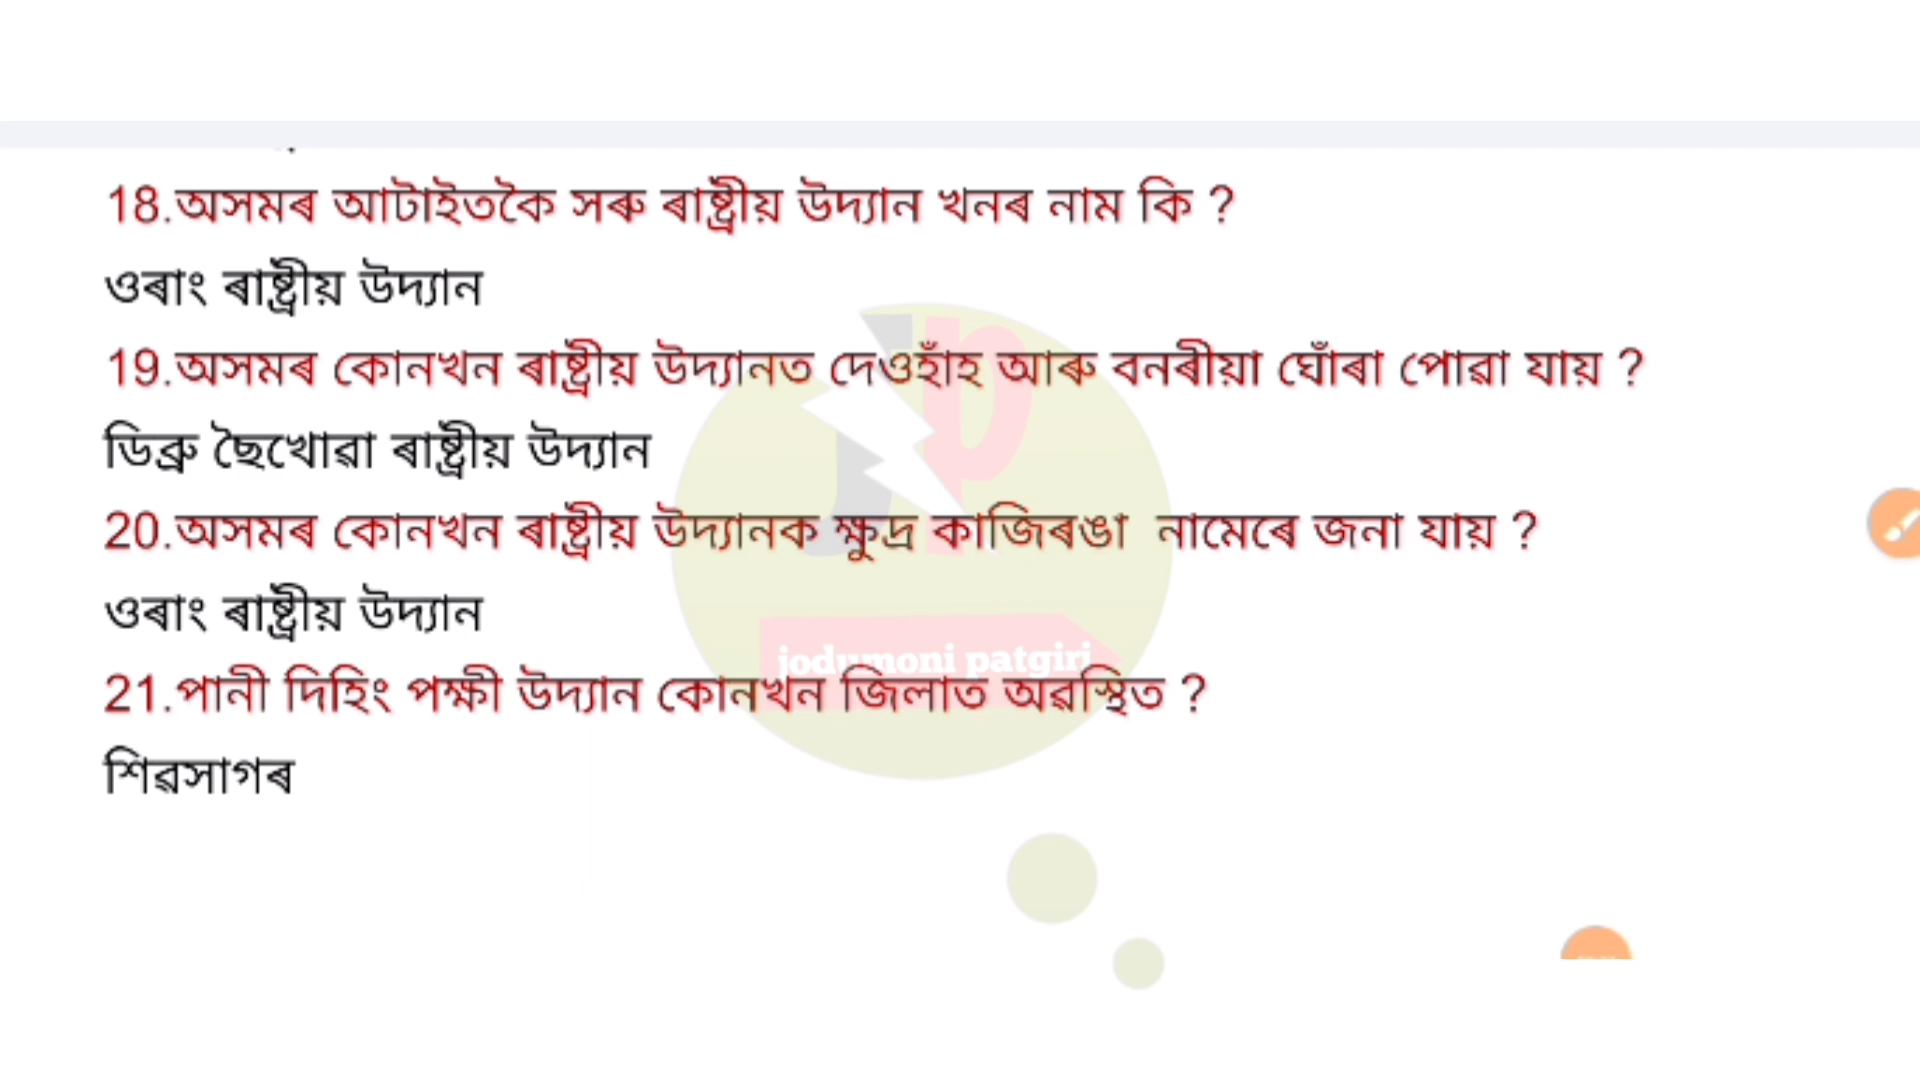 18.অসমৰ আটাইতকৈ সৰু ৰাষ্ট্ৰীয় উদ্যান খনৰ নাম কি ?
ওৰাং ৰাষ্ট্ৰীয় উদ্যান
19.অসমৰ কোনখন ৰাষ্ট্ৰীয় উদ্যানত দেওহাঁহ আৰু বনৰীয়া ঘোঁৰা পোৱা যায় ?
ডিব্ৰু ছৈখোৱা ৰাষ্ট্ৰীয় উদ্যান
20.অসমৰ কোনখন ৰাষ্ট্ৰীয় উদ্যানক ক্ষুদ্ৰ কাজিৰঙা নামেৰে জনা যায় ?
ওৰাং ৰাষ্ট্ৰীয় উদ্যান
jodumoni patgiri
21.পানী দিহিং পক্ষী উদ্যান কোনখন জিলাত অৱস্থিত ?
শিৱসাগৰ